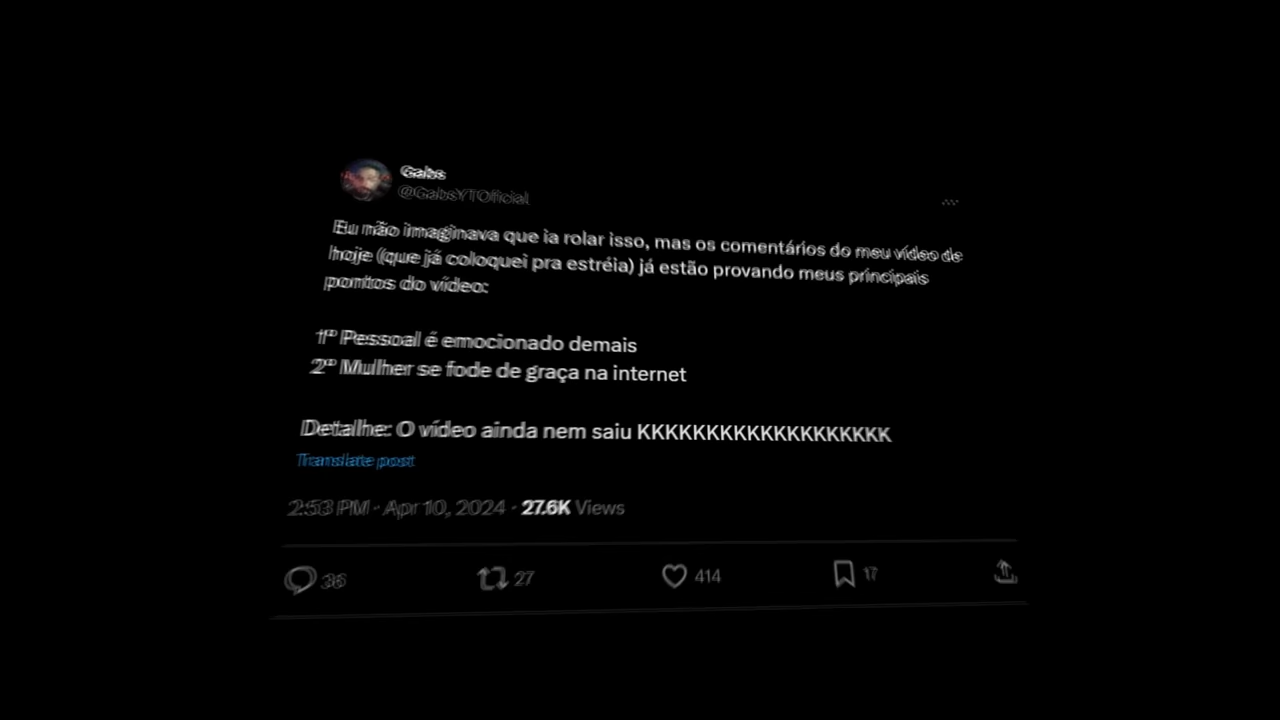 Gabs
@GabsYTOficial
Eu não imaginava que ia rolar isso, mas os comentários do meu vídeo de
hoje (que já coloquei pra estréia) já estão provando meus principais
pontos do vídeo:
1º Pessoal é emocionado demais
2º Mulher se fode de graça na internet
Detalhe: O vídeo ainda nem saiu KKKKKKKKKKKKKKKKKKK
Translate post
2:53 PM · Apr 10, 2024 · 27.6K Views
36 27 414 17